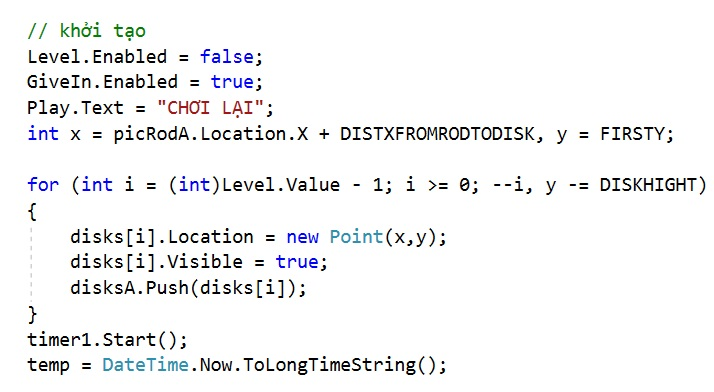 // khởi tạo
Level.Enabled = false;
GiveIn.Enabled = true;
Play.Text = "CHƠI LẠI";
int x = picRodA.Location.X + DISTXFROMRODTODISK, y = FIRSTY;
for (int i = (int)Level.Value - 1; i >= 0; --i, y -= DISKHIGHT)
{
disks[i].Location = new Point(x,y);
disks[i].Visible = true;
disksA.Push(disks[i]);
}
timer1.Start();
temp = DateTime.Now.ToLongTimeString();